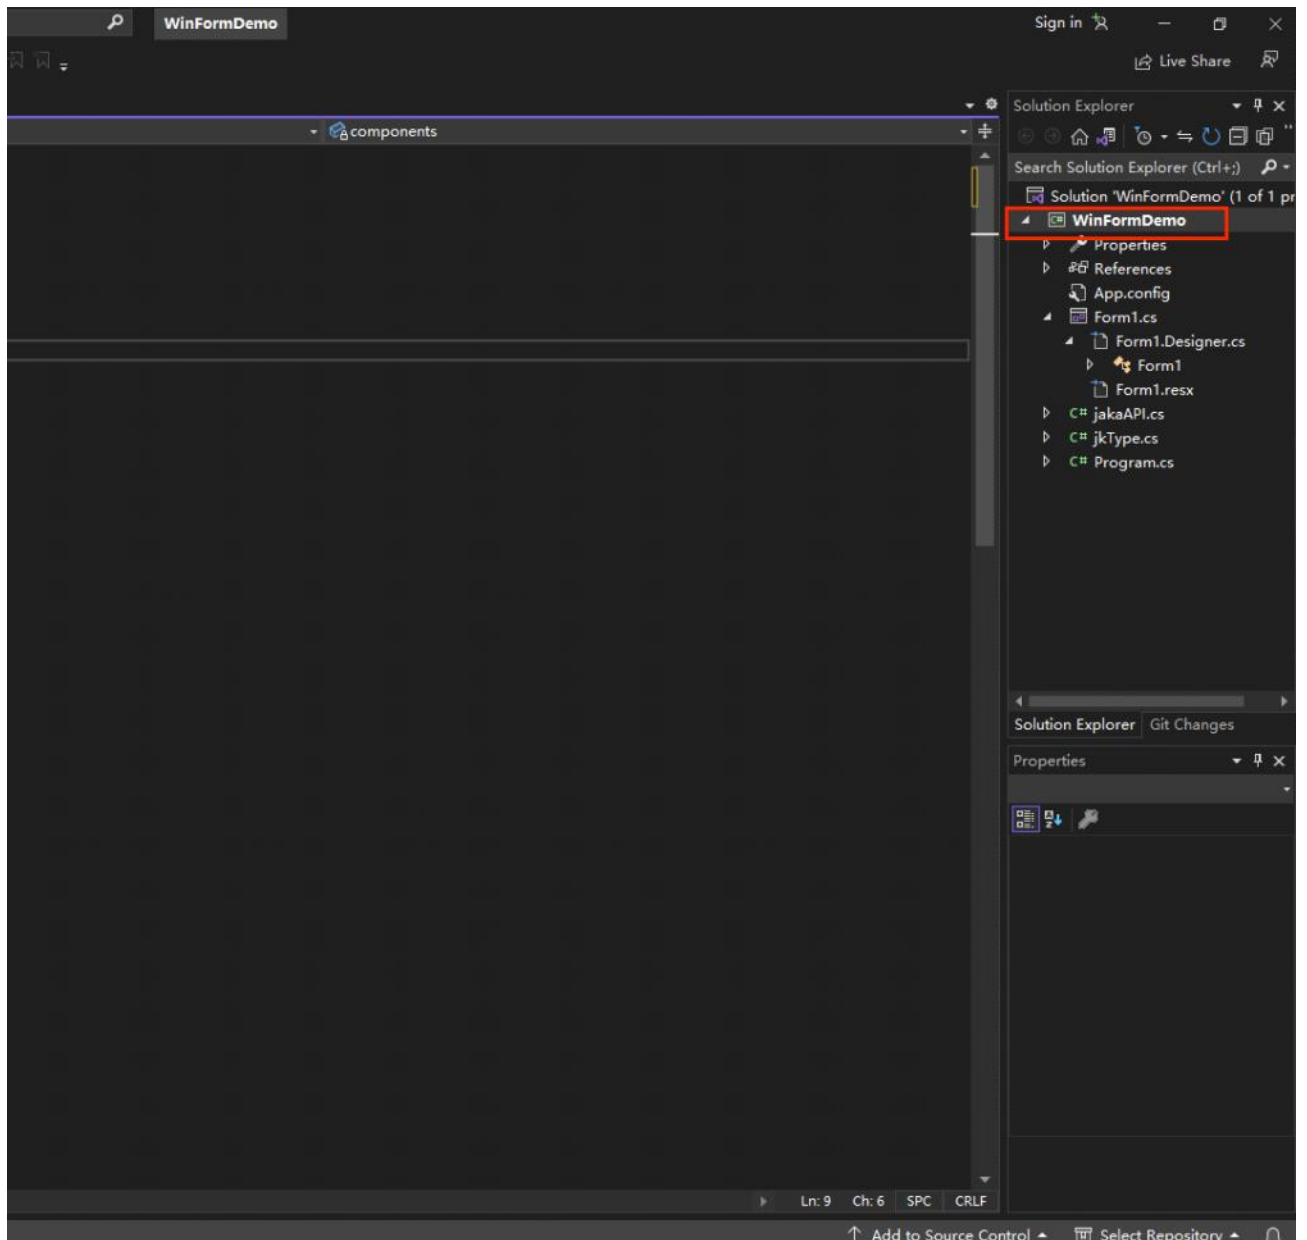 WinFormDemo
Sign in
Live Share
Solution Explorer
components
Search Solution Explorer (Ctrl+;)
Solution 'WinFormDemo' (1 of 1 pr
C# WinFormDemo
Properties
References
App.config
Form1.cs
Form1.Designer.cs
Form1
Form1.resx
C# jakaAPI.cs
C# jkType.cs
C# Program.cs
Solution Explorer Git Changes
Properties
Ln: 9 Ch: 6 SPC CRLF
Add to Source Control Select Repository